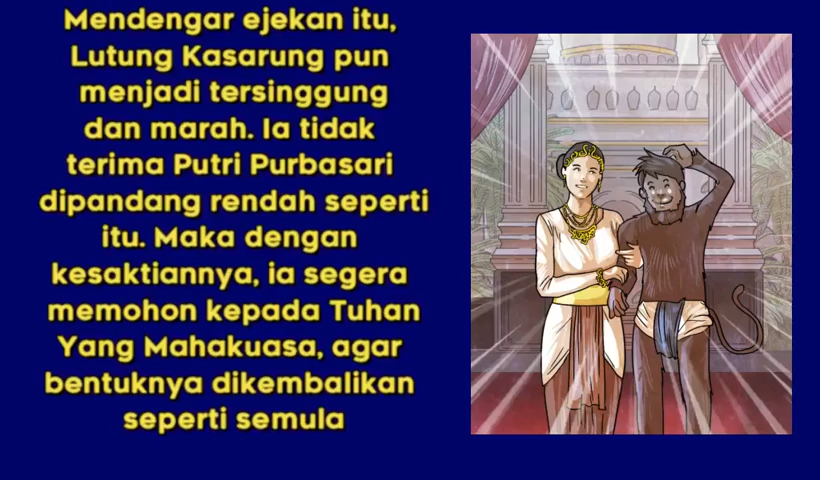 Mendengar ejekan itu,
Lutung Kasarung pun
menjadi tersinggung
dan marah. Ia tidak
terima Putri Purbasari
dipandang rendah seperti
itu. Maka dengan
kesaktiannya, ia segera
memohon kepada Tuhan
Yang Mahakuasa, agar
bentuknya dikembalikan
seperti semula